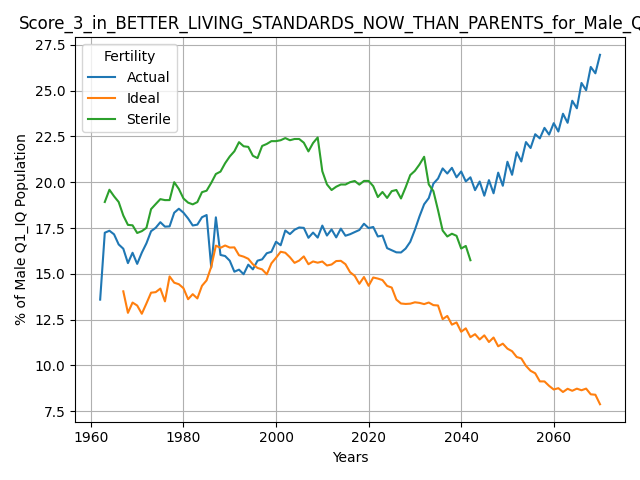 Score_3_in_BETTER_LIVING_STANDARDS_NOW_THAN_PARENTS_for_Male_Q
27.5
25.0
22.5
20.0
17.5
15.0
12.5
10.0
7.5
% of Male Q1_IQ Population
Fertility
Actual
Ideal
Sterile
1960
1980
2000
2020
2040
2060
Years